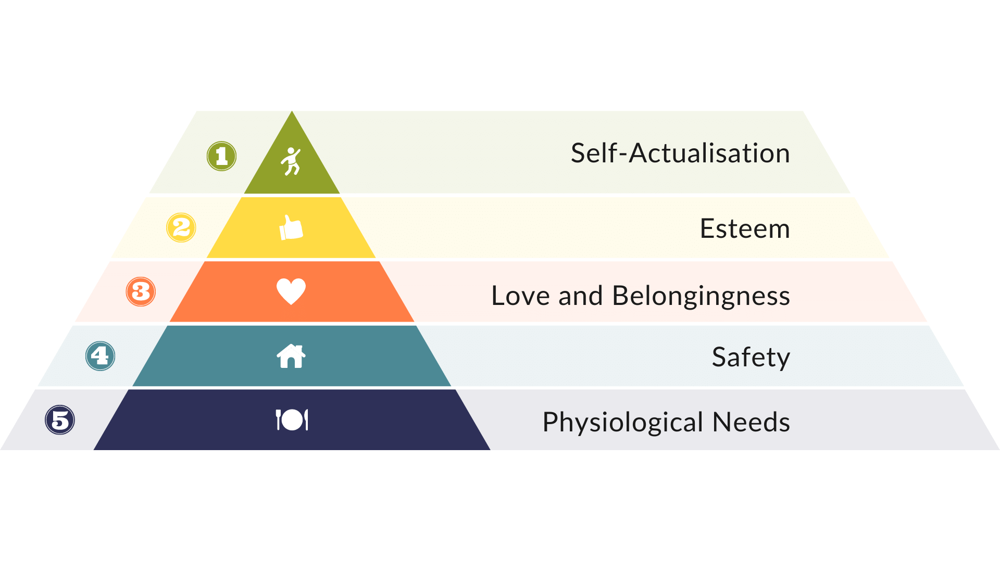 1 Self-Actualisation
2 Esteem
3 Love and Belongingness
4 Safety
5 Physiological Needs